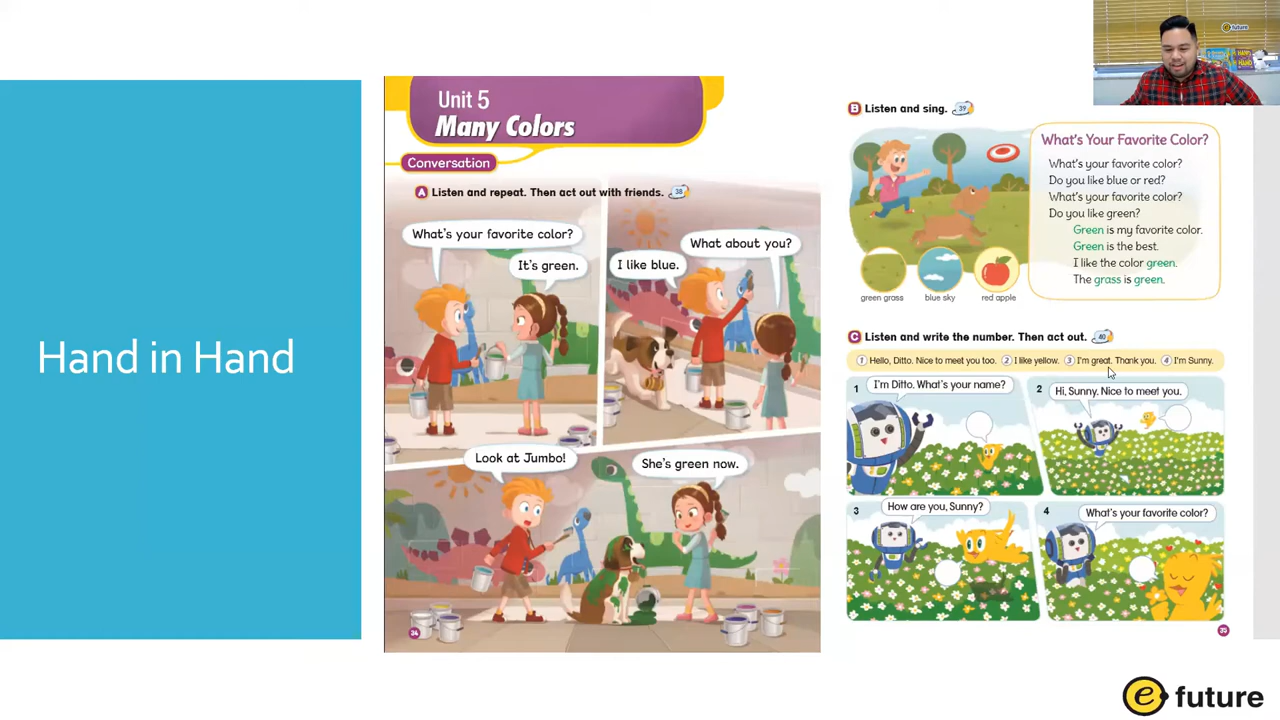 Hand in Hand
Unit 5
Many Colors
Conversation
A Listen and repeat. Then act out with friends. 38
What's your favorite color?
It's green.
I like blue.
What about you?
Look at Jumbo!
She's green now.
34
B Listen and sing. 39
What's Your Favorite Color?
What's your favorite color?
Do you like blue or red?
What's your favorite color?
Do you like green?
Green is my favorite color.
Green is the best.
I like the color green.
The grass is green.
green grass
blue sky
red apple
C Listen and write the number. Then act out. 40
1 Hello, Ditto. Nice to meet you too. 2 I like yellow. 3 I'm great. Thank you. 4 I'm Sunny.
1
I'm Ditto. What's your name?
2
Hi, Sunny. Nice to meet you.
3
How are you, Sunny?
4
What's your favorite color?
35
e future
e future